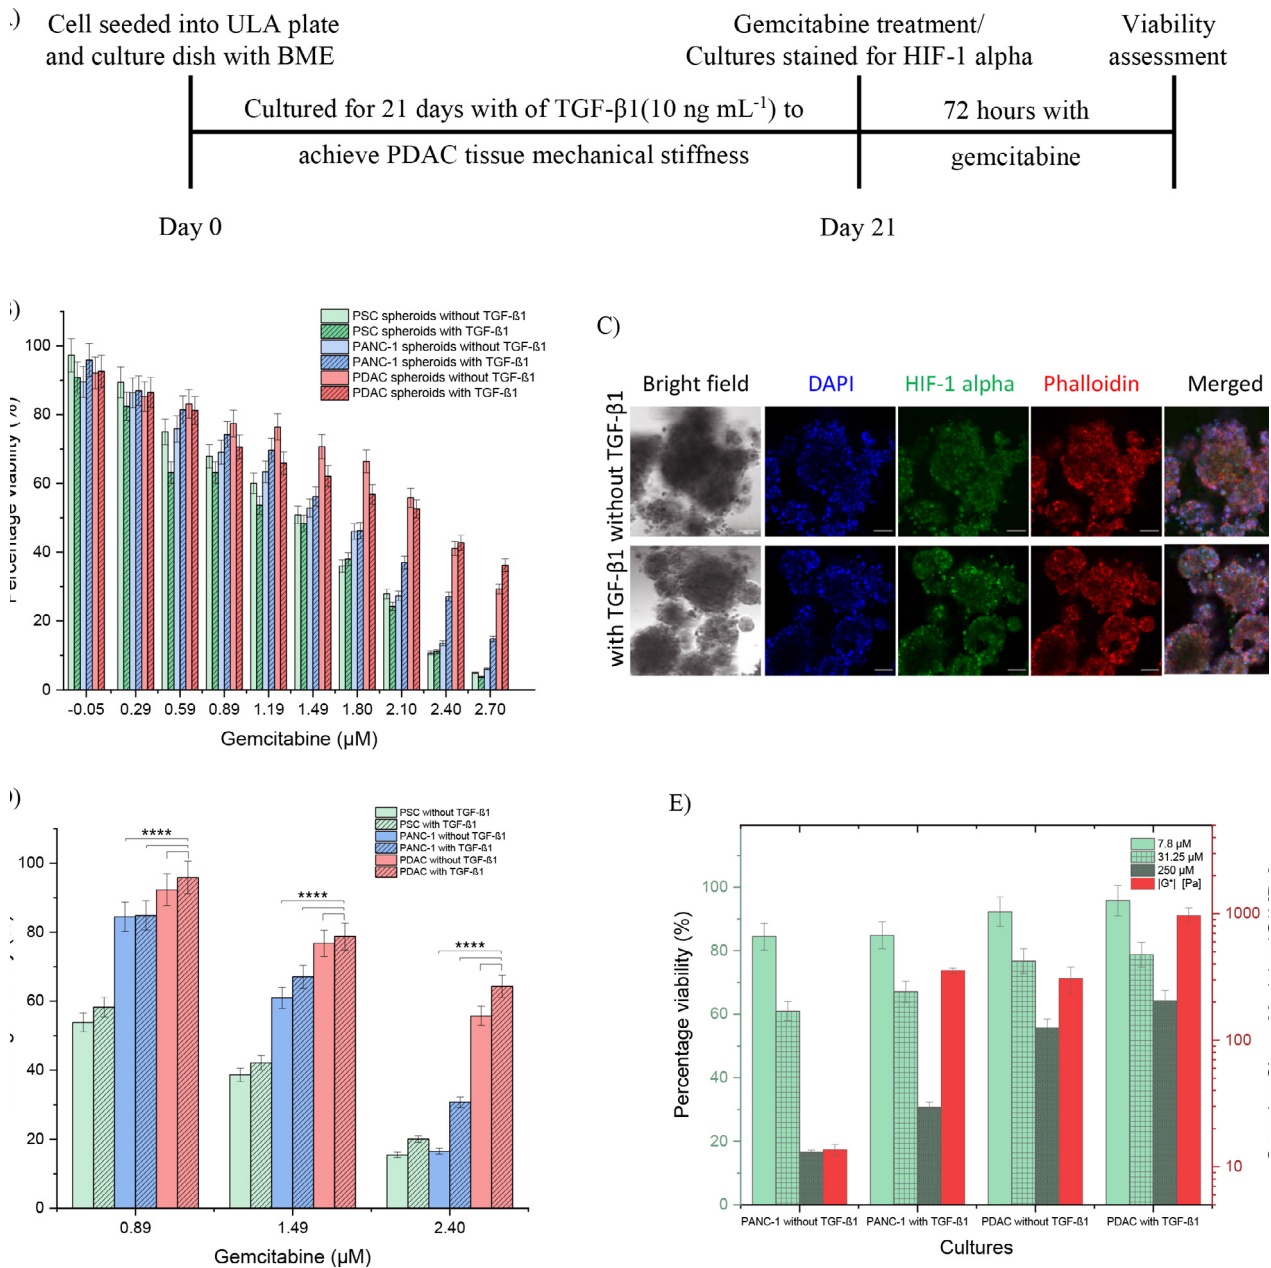 Cell seeded into ULA plate
and culture dish with BME
Gemcitabine treatment/
Cultures stained for HIF-1 alpha
Viability
assessment
Cultured for 21 days with of TGF-β1(10 ng mL⁻¹) to
achieve PDAC tissue mechanical stiffness
72 hours with
gemcitabine
Day 0
Day 21
Percentage viability (%)
100
80
60
40
20
0
PSC spheroids without TGF-ß1
PSC spheroids with TGF-ß1
PANC-1 spheroids without TGF-ß1
PANC-1 spheroids with TGF-ß1
PDAC spheroids without TGF-ß1
PDAC spheroids with TGF-ß1
-0.05 0.29 0.59 0.89 1.19 1.49 1.80 2.10 2.40 2.70
Gemcitabine (µM)
C)
Bright field DAPI HIF-1 alpha Phalloidin Merged
without TGF-β1
with TGF-β1
100
80
60
40
20
0
PSC without TGF-ß1
PSC with TGF-ß1
PANC-1 without TGF-ß1
PANC-1 with TGF-ß1
PDAC without TGF-ß1
PDAC with TGF-ß1
****
****
****
0.89 1.49 2.40
Gemcitabine (µM)
E)
Percentage viability (%)
100
80
60
40
20
0
7.8 µM
31.25 µM
250 µM
|G*| [Pa]
1000
100
10
PANC-1 without TGF-ß1 PANC-1 with TGF-ß1 PDAC without TGF-ß1 PDAC with TGF-ß1
Cultures